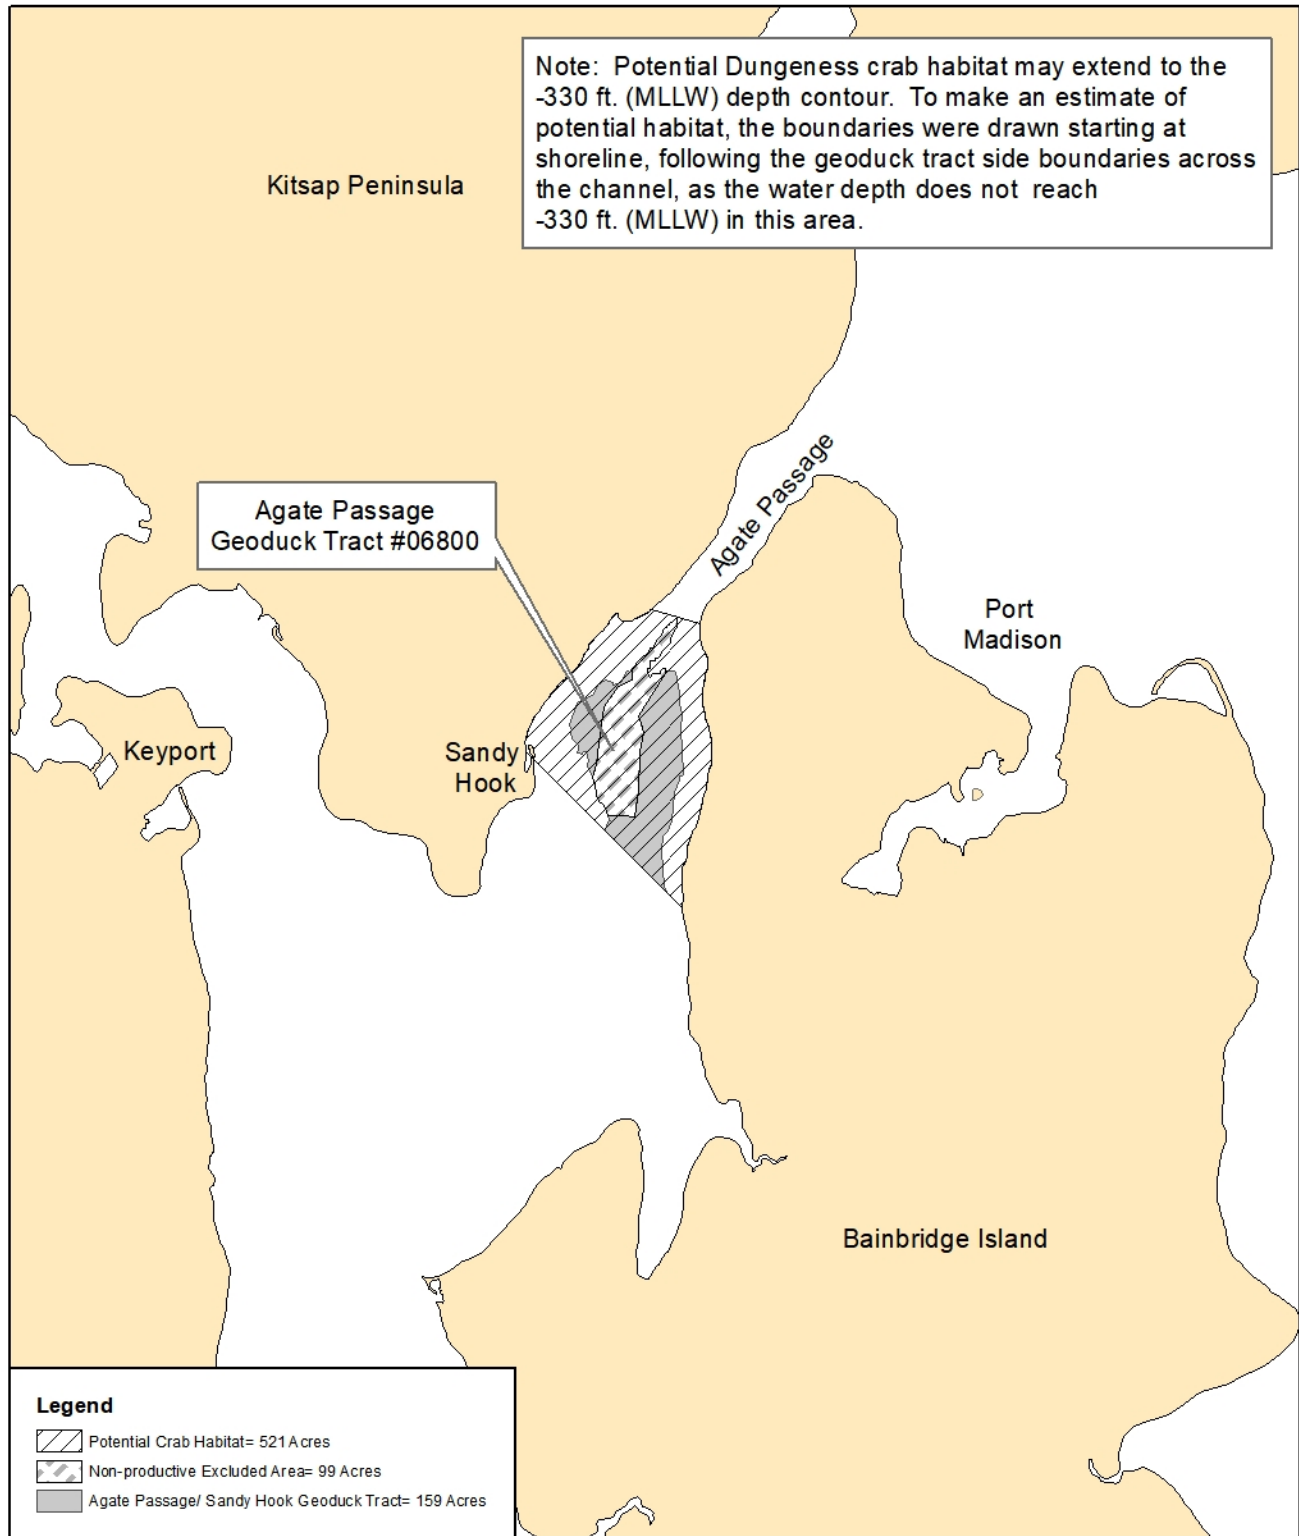 Note: Potential Dungeness crab habitat may extend to the
-330 ft. (MLLW) depth contour. To make an estimate of
potential habitat, the boundaries were drawn starting at
shoreline, following the geoduck tract side boundaries across
the channel, as the water depth does not reach
-330 ft. (MLLW) in this area.
Kitsap Peninsula
Agate Passage
Agate Passage
Geoduck Tract #06800
Port
Madison
Keyport
Sandy
Hook
Bainbridge Island
Legend
Potential Crab Habitat= 521 Acres
Non-productive Excluded Area= 99 Acres
Agate Passage/ Sandy Hook Geoduck Tract= 159 Acres